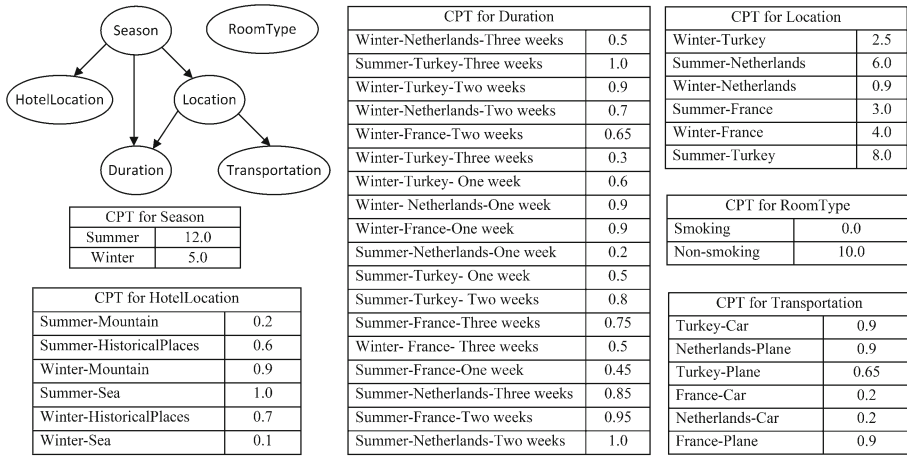 Season
RoomType
HotelLocation
Location
Duration
Transportation
CPT for Season
Summer 12.0
Winter 5.0
CPT for HotelLocation
Summer-Mountain 0.2
Summer-HistoricalPlaces 0.6
Winter-Mountain 0.9
Summer-Sea 1.0
Winter-HistoricalPlaces 0.7
Winter-Sea 0.1
CPT for Duration
Winter-Netherlands-Three weeks 0.5
Summer-Turkey-Three weeks 1.0
Winter-Turkey-Two weeks 0.9
Winter-Netherlands-Two weeks 0.7
Winter-France-Two weeks 0.65
Winter-Turkey-Three weeks 0.3
Winter-Turkey- One week 0.6
Winter- Netherlands-One week 0.9
Winter-France-One week 0.9
Summer-Netherlands-One week 0.2
Summer-Turkey- One week 0.5
Summer-Turkey- Two weeks 0.8
Summer-France-Three weeks 0.75
Winter- France- Three weeks 0.5
Summer-France-One week 0.45
Summer-Netherlands-Three weeks 0.85
Summer-France-Two weeks 0.95
Summer-Netherlands-Two weeks 1.0
CPT for Location
Winter-Turkey 2.5
Summer-Netherlands 6.0
Winter-Netherlands 0.9
Summer-France 3.0
Winter-France 4.0
Summer-Turkey 8.0
CPT for RoomType
Smoking 0.0
Non-smoking 10.0
CPT for Transportation
Turkey-Car 0.9
Netherlands-Plane 0.9
Turkey-Plane 0.65
France-Car 0.2
Netherlands-Car 0.2
France-Plane 0.9